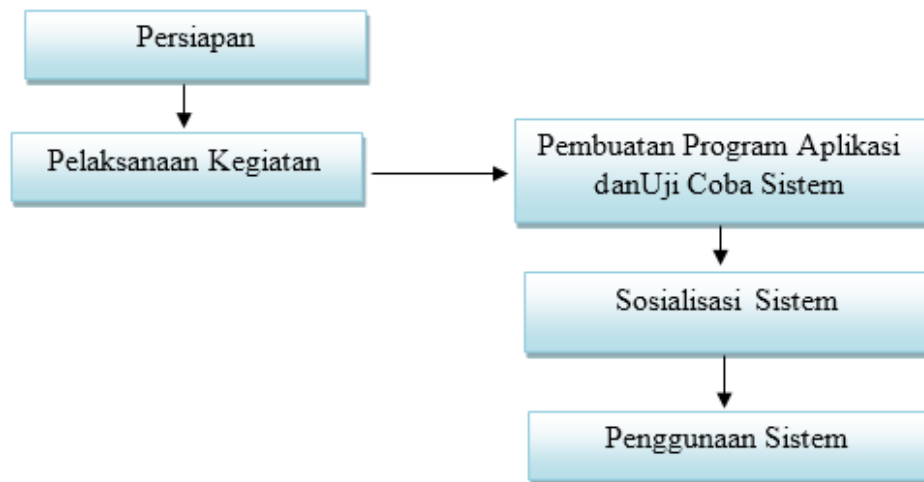 Persiapan
Pelaksanaan Kegiatan
Pembuatan Program Aplikasi
danUji Coba Sistem
Sosialisasi Sistem
Penggunaan Sistem